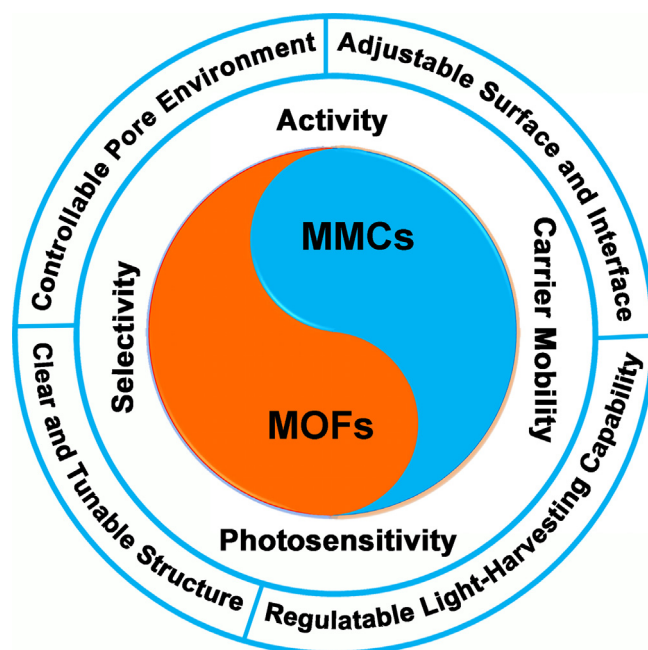 Controllable Pore Environment
Adjustable Surface and Interface
Regulatable Light-Harvesting Capability
Clear and Tunable Structure
Activity
Carrier Mobility
Photosensitivity
Selectivity
MMCs
MOFs